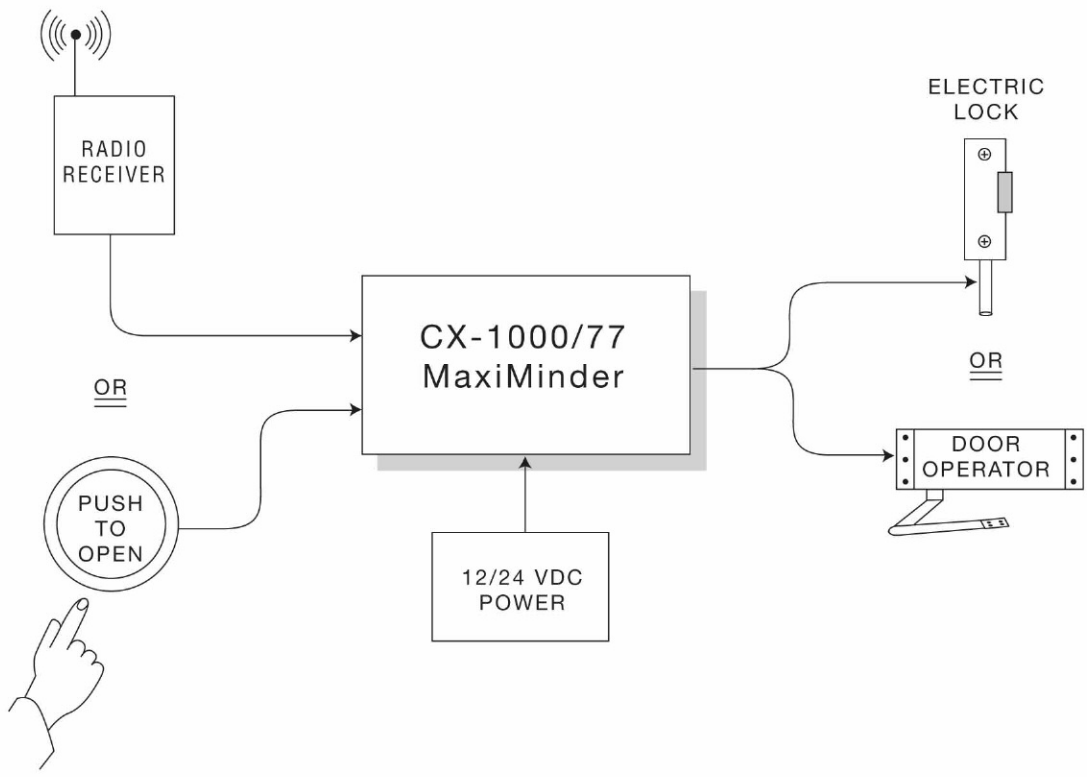 RADIO
RECEIVER
OR
PUSH
TO
OPEN
CX-1000/77
MaxiMinder
12/24 VDC
POWER
ELECTRIC
LOCK
OR
DOOR
OPERATOR